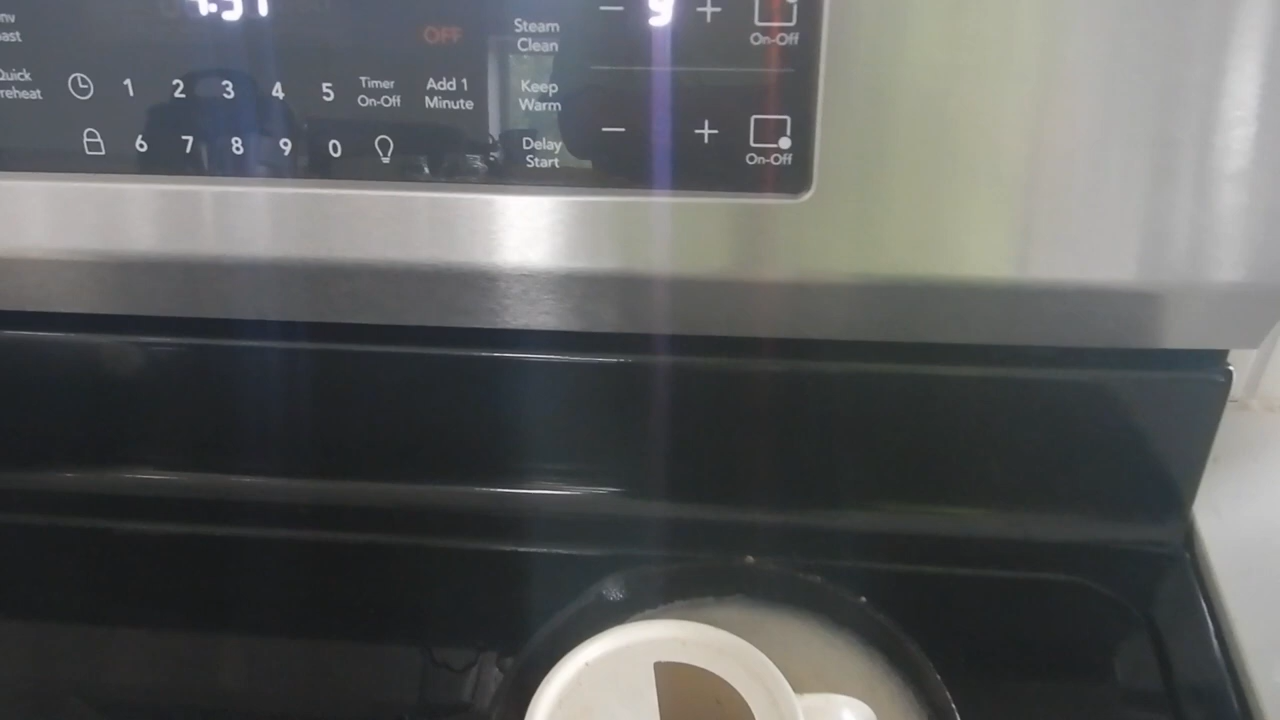 OFF
Steam
Clean
9
On-Off
1 2 3 4 5
Timer
On-Off
Add 1
Minute
Keep
Warm
6 7 8 9 0
Delay
Start
On-Off